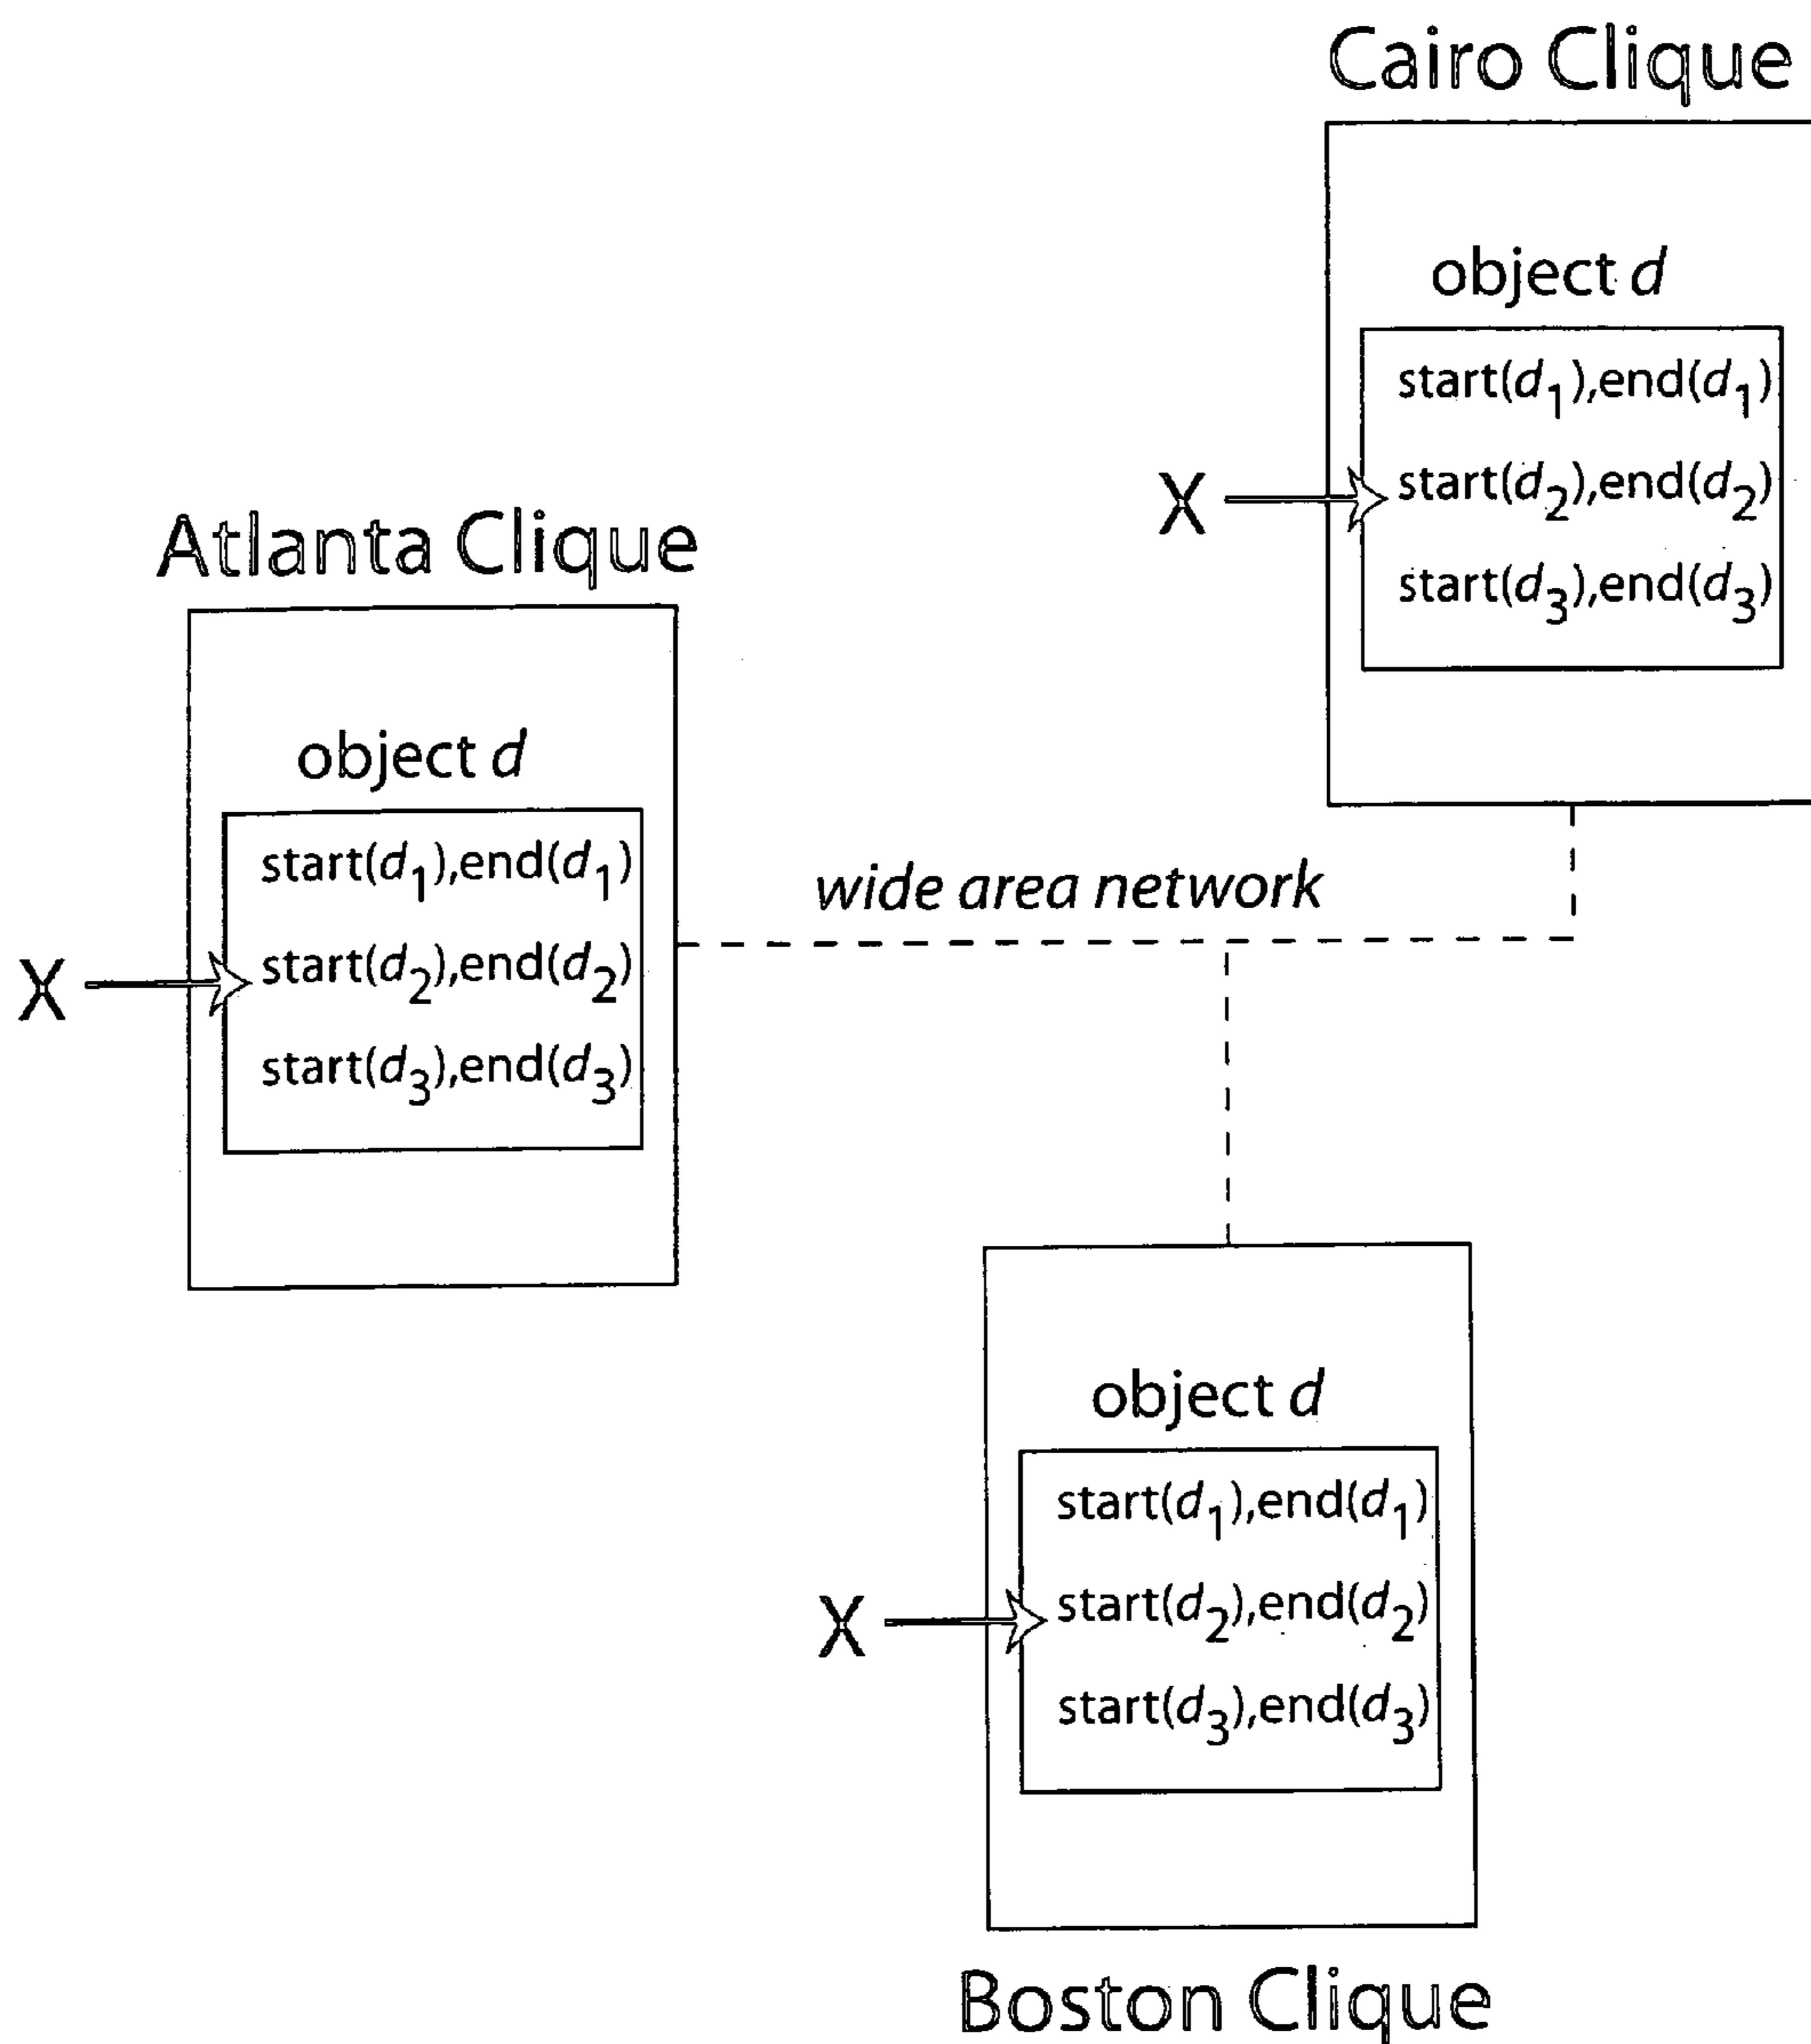 Cairo Clique
object d
start(d1),end(d1)
X
start(d2),end(d2)
start(d3),end(d3)
Atlanta Clique
object d
start(d1),end(d1)
X
start(d2),end(d2)
start(d3),end(d3)
wide area network
object d
start(d1),end(d1)
X
start(d2),end(d2)
start(d3),end(d3)
Boston Clique